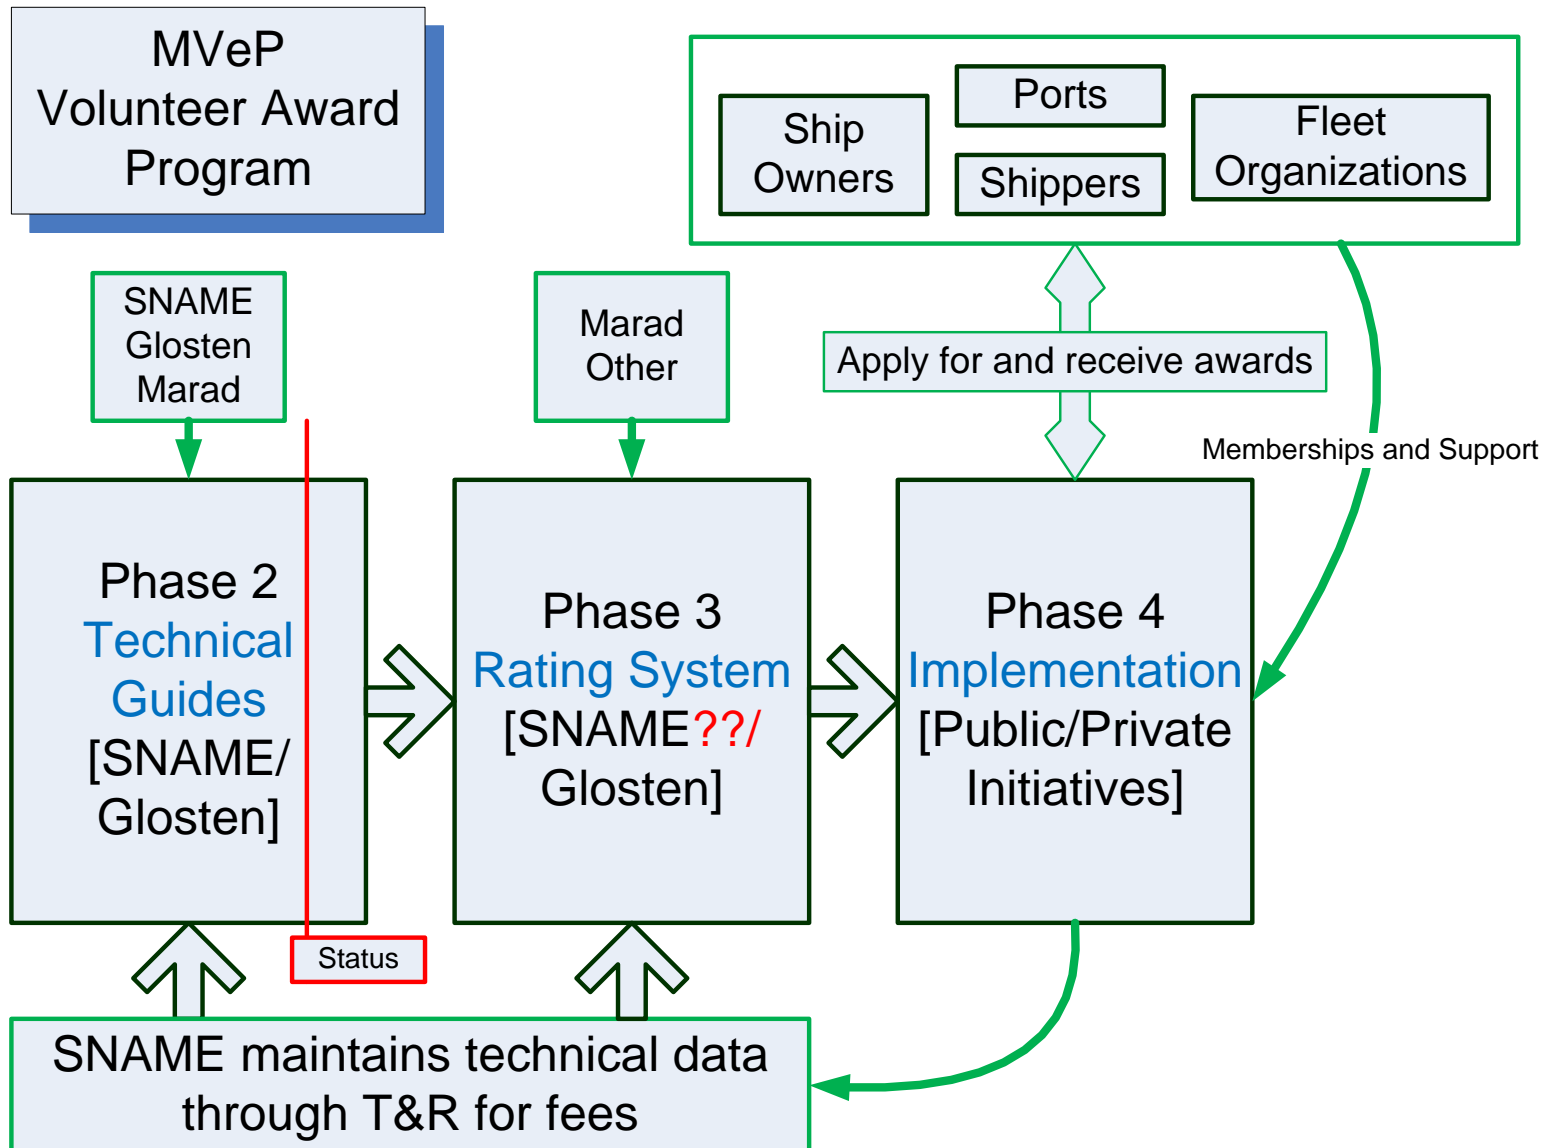 MVeP
Volunteer Award
Program
Ship
Owners
Ports
Shippers
Fleet
Organizations
SNAME
Glosten
Marad
Marad
Other
Apply for and receive awards
Memberships and Support
Phase 2
Technical
Guides
[SNAME/
Glosten]
Phase 3
Rating System
[SNAME??/
Glosten]
Phase 4
Implementation
[Public/Private
Initiatives]
Status
SNAME maintains technical data
through T&R for fees